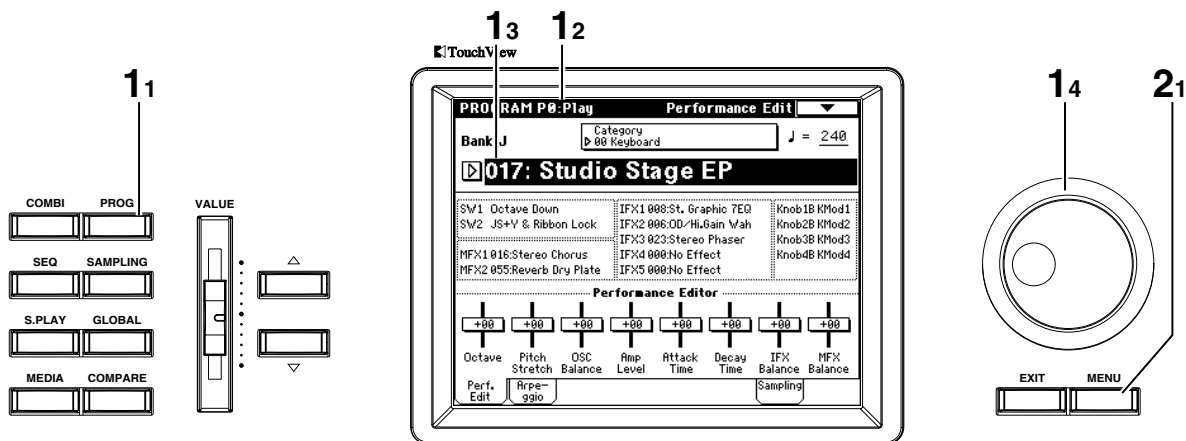 1₃
1₂
TouchView
1₁
1₄
2₁
PROGRAM P0:Play Performance Edit
Bank J
Category
00 Keyboard
♩ = 240
017: Studio Stage EP
SW1 Octave Down
SW2 JS+Y & Ribbon Lock
MFX1 016:Stereo Chorus
MFX2 055:Reverb Dry Plate
IFX1 008:St. Graphic 7EQ
IFX2 006:OD/Hi.Gain Wah
IFX3 023:Stereo Phaser
IFX4 000:No Effect
IFX5 000:No Effect
Knob1B KMod1
Knob2B KMod2
Knob3B KMod3
Knob4B KMod4
Performance Editor
+00 +00 +00 +00 +00 +00 +00 +00
Octave Pitch Stretch OSC Balance Amp Level Attack Time Decay Time IFX Balance MFX Balance
Perf. Edit Arpe-ggio Sampling
COMBI PROG
SEQ SAMPLING
S.PLAY GLOBAL
MEDIA COMPARE
VALUE
EXIT MENU